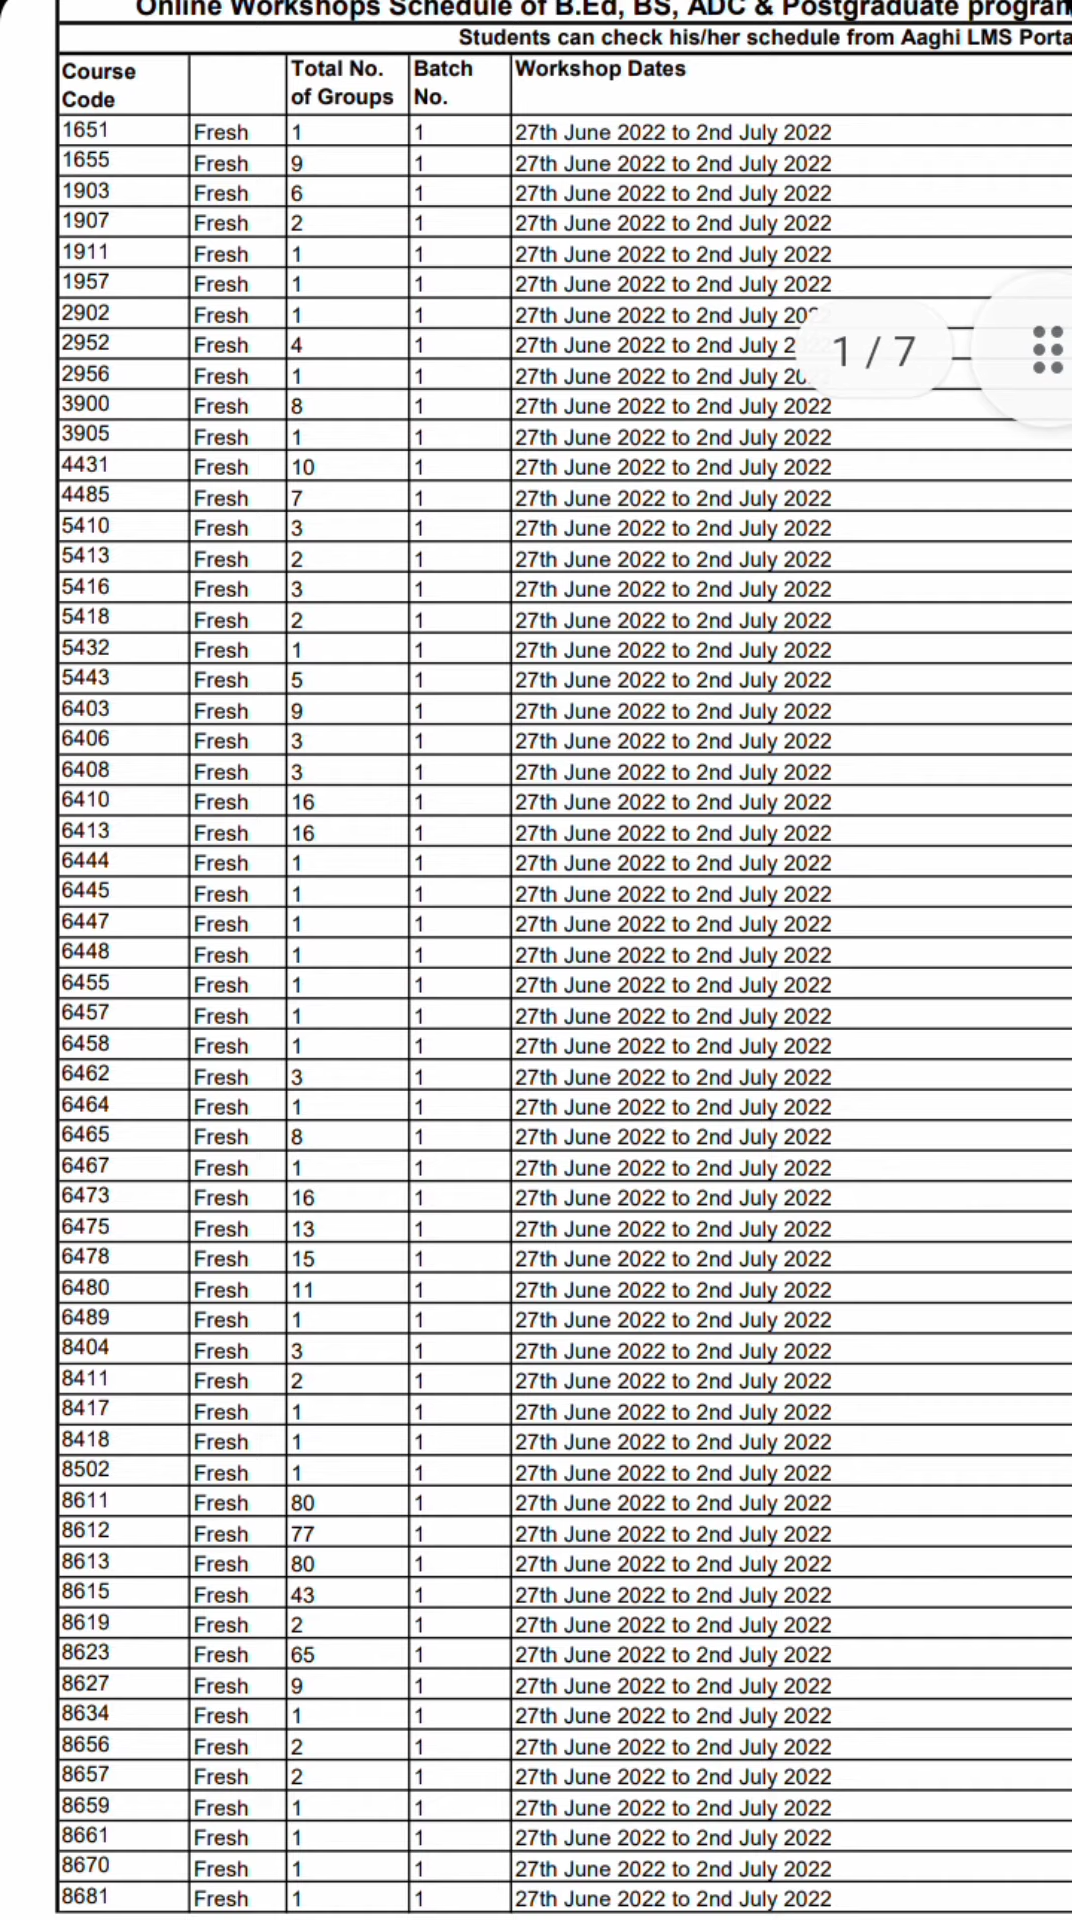 Online Workshops Schedule of B.Ed, BS, ADC & Postgraduate
Students can check his/her schedule from Aaghi LMS
Course Code Total No. of Groups Batch No. Workshop Dates
1651 Fresh 1 1 27th June 2022 to 2nd July 2022
1655 Fresh 9 1 27th June 2022 to 2nd July 2022
1903 Fresh 6 1 27th June 2022 to 2nd July 2022
1907 Fresh 2 1 27th June 2022 to 2nd July 2022
1911 Fresh 1 1 27th June 2022 to 2nd July 2022
1957 Fresh 1 1 27th June 2022 to 2nd July 2022
2902 Fresh 1 1 27th June 2022 to 2nd July
2952 Fresh 4 1 27th June 2022 to 2nd July
1 / 7
2956 Fresh 1 1 27th June 2022 to 2nd July
3900 Fresh 8 1 27th June 2022 to 2nd July 2022
3905 Fresh 1 1 27th June 2022 to 2nd July 2022
4431 Fresh 10 1 27th June 2022 to 2nd July 2022
4485 Fresh 7 1 27th June 2022 to 2nd July 2022
5410 Fresh 3 1 27th June 2022 to 2nd July 2022
5413 Fresh 2 1 27th June 2022 to 2nd July 2022
5416 Fresh 3 1 27th June 2022 to 2nd July 2022
5418 Fresh 2 1 27th June 2022 to 2nd July 2022
5432 Fresh 1 1 27th June 2022 to 2nd July 2022
5443 Fresh 5 1 27th June 2022 to 2nd July 2022
6403 Fresh 9 1 27th June 2022 to 2nd July 2022
6406 Fresh 3 1 27th June 2022 to 2nd July 2022
6408 Fresh 3 1 27th June 2022 to 2nd July 2022
6410 Fresh 16 1 27th June 2022 to 2nd July 2022
6413 Fresh 16 1 27th June 2022 to 2nd July 2022
6444 Fresh 1 1 27th June 2022 to 2nd July 2022
6445 Fresh 1 1 27th June 2022 to 2nd July 2022
6447 Fresh 1 1 27th June 2022 to 2nd July 2022
6448 Fresh 1 1 27th June 2022 to 2nd July 2022
6455 Fresh 1 1 27th June 2022 to 2nd July 2022
6457 Fresh 1 1 27th June 2022 to 2nd July 2022
6458 Fresh 1 1 27th June 2022 to 2nd July 2022
6462 Fresh 3 1 27th June 2022 to 2nd July 2022
6464 Fresh 1 1 27th June 2022 to 2nd July 2022
6465 Fresh 8 1 27th June 2022 to 2nd July 2022
6467 Fresh 1 1 27th June 2022 to 2nd July 2022
6473 Fresh 16 1 27th June 2022 to 2nd July 2022
6475 Fresh 13 1 27th June 2022 to 2nd July 2022
6478 Fresh 15 1 27th June 2022 to 2nd July 2022
6480 Fresh 11 1 27th June 2022 to 2nd July 2022
6489 Fresh 1 1 27th June 2022 to 2nd July 2022
8404 Fresh 3 1 27th June 2022 to 2nd July 2022
8411 Fresh 2 1 27th June 2022 to 2nd July 2022
8417 Fresh 1 1 27th June 2022 to 2nd July 2022
8418 Fresh 1 1 27th June 2022 to 2nd July 2022
8502 Fresh 1 1 27th June 2022 to 2nd July 2022
8611 Fresh 80 1 27th June 2022 to 2nd July 2022
8612 Fresh 77 1 27th June 2022 to 2nd July 2022
8613 Fresh 80 1 27th June 2022 to 2nd July 2022
8615 Fresh 43 1 27th June 2022 to 2nd July 2022
8619 Fresh 2 1 27th June 2022 to 2nd July 2022
8623 Fresh 65 1 27th June 2022 to 2nd July 2022
8627 Fresh 9 1 27th June 2022 to 2nd July 2022
8634 Fresh 1 1 27th June 2022 to 2nd July 2022
8656 Fresh 2 1 27th June 2022 to 2nd July 2022
8657 Fresh 2 1 27th June 2022 to 2nd July 2022
8659 Fresh 1 1 27th June 2022 to 2nd July 2022
8661 Fresh 1 1 27th June 2022 to 2nd July 2022
8670 Fresh 1 1 27th June 2022 to 2nd July 2022
8681 Fresh 1 1 27th June 2022 to 2nd July 2022